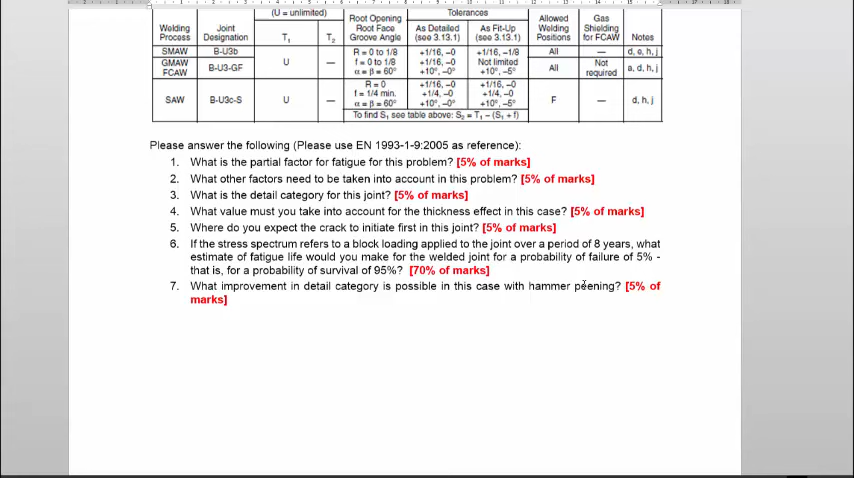 (U = unlimited) Tolerances
Welding Process Joint Designation T1 T2 Root Opening Root Face Groove Angle As Detailed (see 3.13.1) As Fit-Up (see 3.13.1) Allowed Welding Positions Gas Shielding for FCAW Notes
SMAW B-U3b U — R = 0 to 1/8 +1/16, –0 +1/16, –1/8 All — d, e, h, j
GMAW FCAW B-U3-GF f = 0 to 1/8 +1/16, –0 Not limited All Not required a, d, h, j
α = β = 60° +10°, –0° +10°, –5°
SAW B-U3c-S U — R = 0 +1/16, –0 +1/16, –0 F — d, h, j
f = 1/4 min. +1/4, –0 +1/4, –0
α = β = 60° +10°, –0° +10°, –5°
To find S1 see table above: S2 = T1 – (S1 + f)
Please answer the following (Please use EN 1993-1-9:2005 as reference):
1. What is the partial factor for fatigue for this problem? [5% of marks]
2. What other factors need to be taken into account in this problem? [5% of marks]
3. What is the detail category for this joint? [5% of marks]
4. What value must you take into account for the thickness effect in this case? [5% of marks]
5. Where do you expect the crack to initiate first in this joint? [5% of marks]
6. If the stress spectrum refers to a block loading applied to the joint over a period of 8 years, what
estimate of fatigue life would you make for the welded joint for a probability of failure of 5% -
that is, for a probability of survival of 95%? [70% of marks]
7. What improvement in detail category is possible in this case with hammer peening? [5% of
marks]